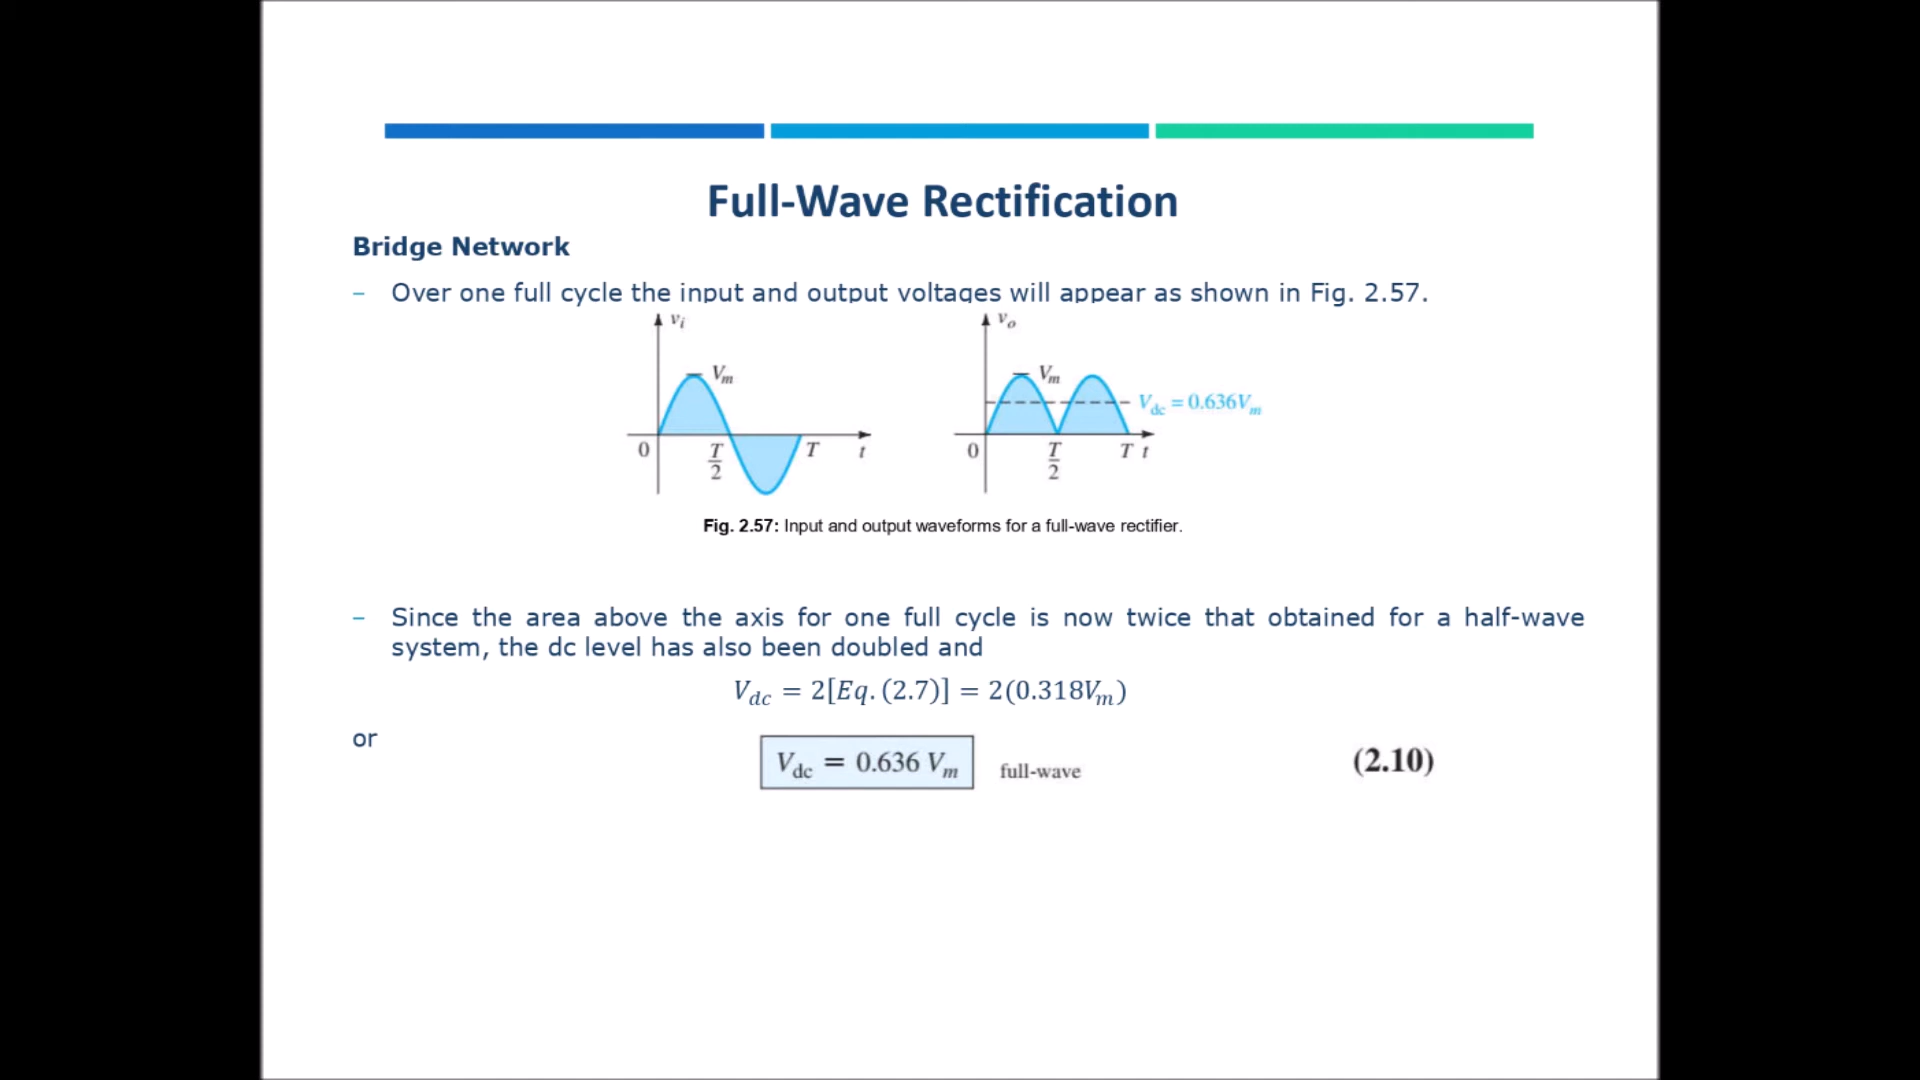 Full-Wave Rectification
Bridge Network
– Over one full cycle the input and output voltages will appear as shown in Fig. 2.57.
vi
Vm
0
T/2
T
t
vo
Vm
Vdc = 0.636Vm
0
T/2
T t
Fig. 2.57: Input and output waveforms for a full-wave rectifier.
– Since the area above the axis for one full cycle is now twice that obtained for a half-wave
system, the dc level has also been doubled and
Vdc = 2[Eq. (2.7)] = 2(0.318Vm)
or
Vdc = 0.636 Vm full-wave (2.10)